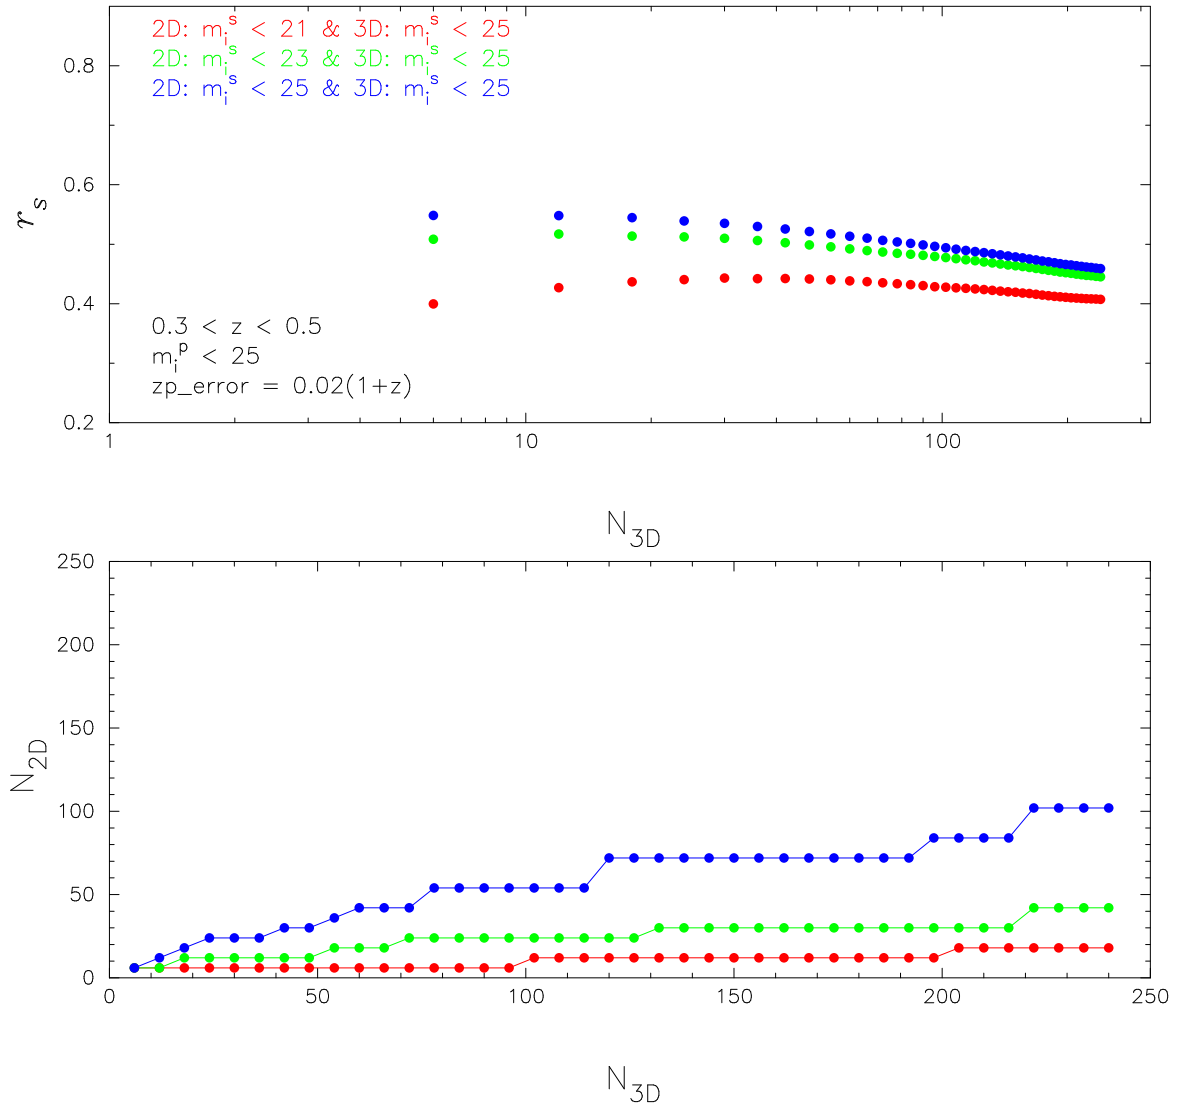 2D: m_i^s < 21 & 3D: m_i^s < 25
2D: m_i^s < 23 & 3D: m_i^s < 25
2D: m_i^s < 25 & 3D: m_i^s < 25
0.8
0.6
r_s
0.4
0.3 < z < 0.5
m_i^p < 25
zp_error = 0.02(1+z)
0.2
1 10 100
N_3D
250
200
150
N_2D
100
50
0
0 50 100 150 200 250
N_3D